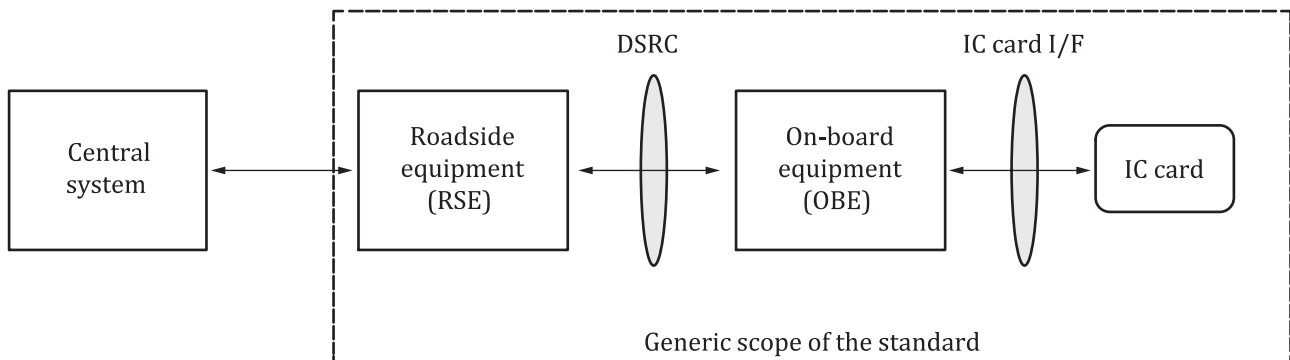 DSRC
IC card I/F
Central
system
Roadside
equipment
(RSE)
On-board
equipment
(OBE)
IC card
Generic scope of the standard